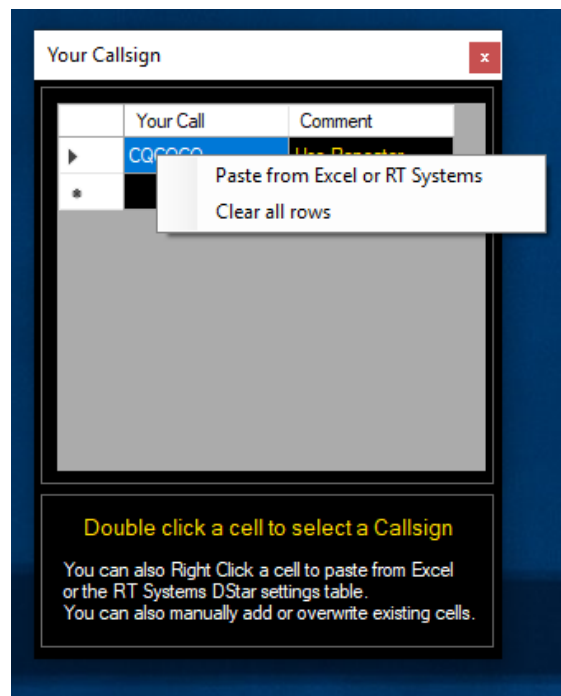 Your Callsign
x
Your Call Comment
CQCQCQ Use Repeater
Paste from Excel or RT Systems
Clear all rows
Double click a cell to select a Callsign
You can also Right Click a cell to paste from Excel
or the RT Systems DStar settings table.
You can also manually add or overwrite existing cells.